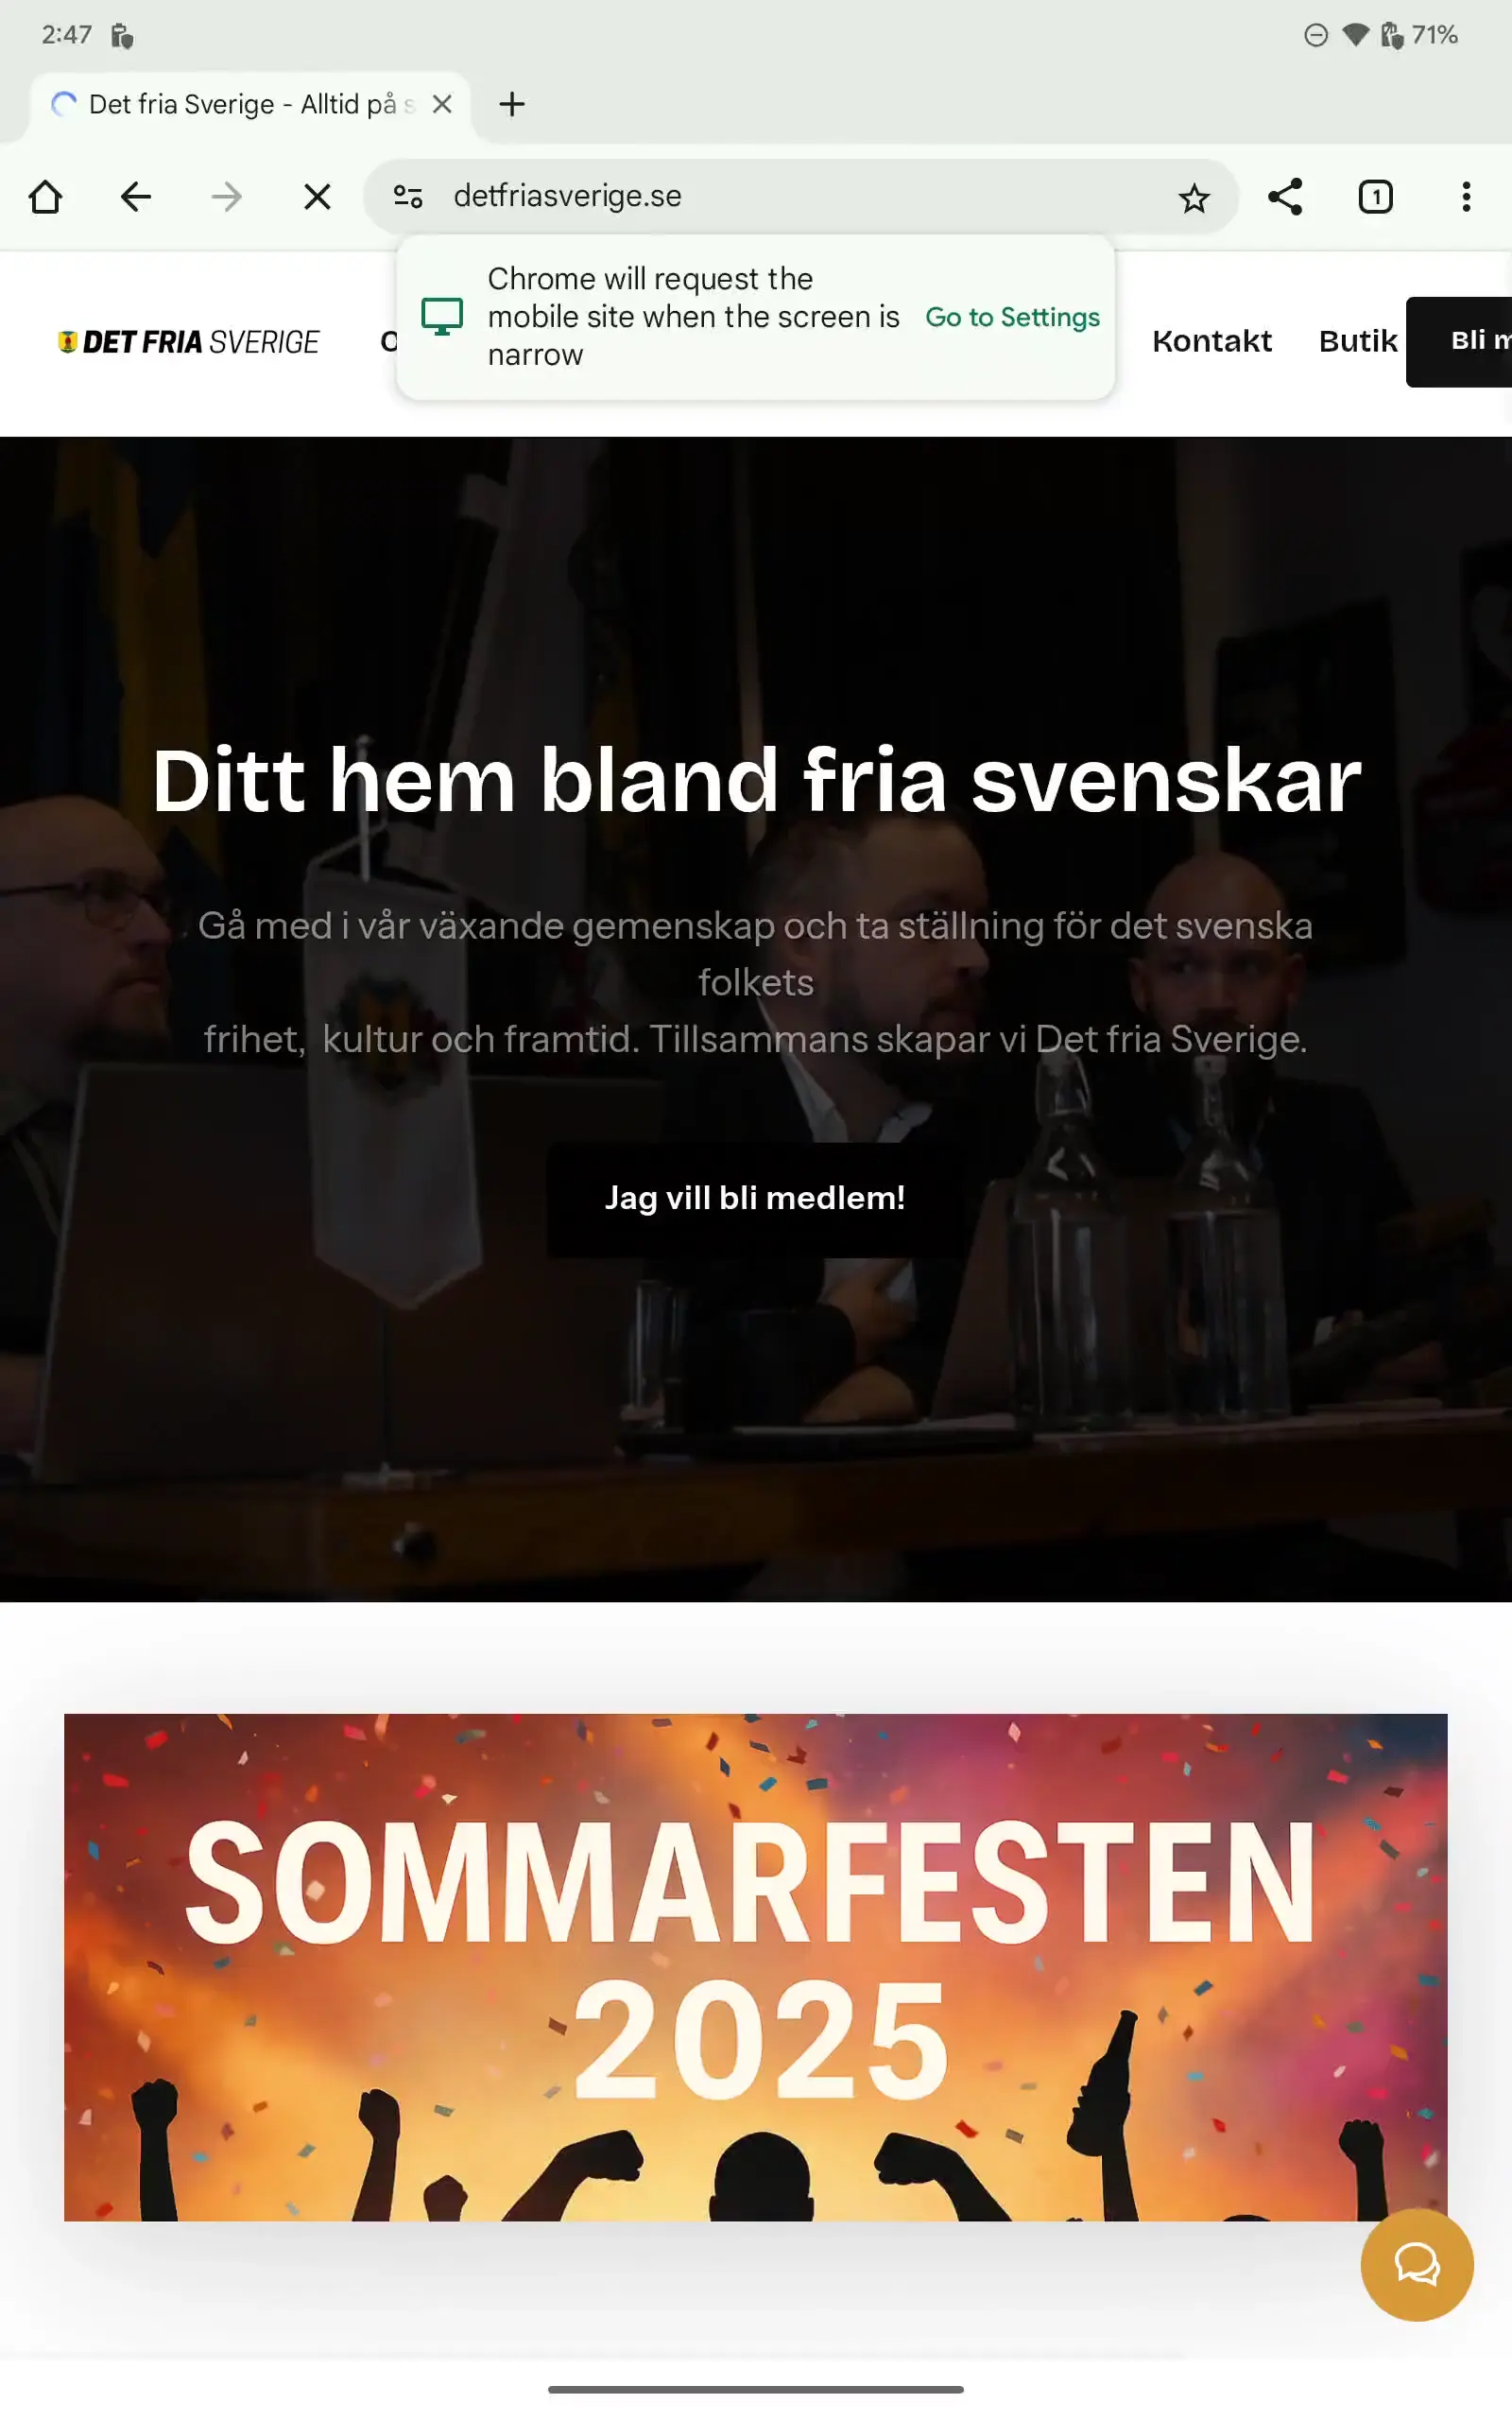 2:47
71%
Det fria Sverige - Alltid på s
detfriasverige.se
1
Chrome will request the
mobile site when the screen is
narrow
Go to Settings
DET FRIA SVERIGE
Kontakt
Butik
Bli m
Ditt hem bland fria svenskar
Gå med i vår växande gemenskap och ta ställning för det svenska
folkets
frihet, kultur och framtid. Tillsammans skapar vi Det fria Sverige.
Jag vill bli medlem!
SOMMARFESTEN
2025